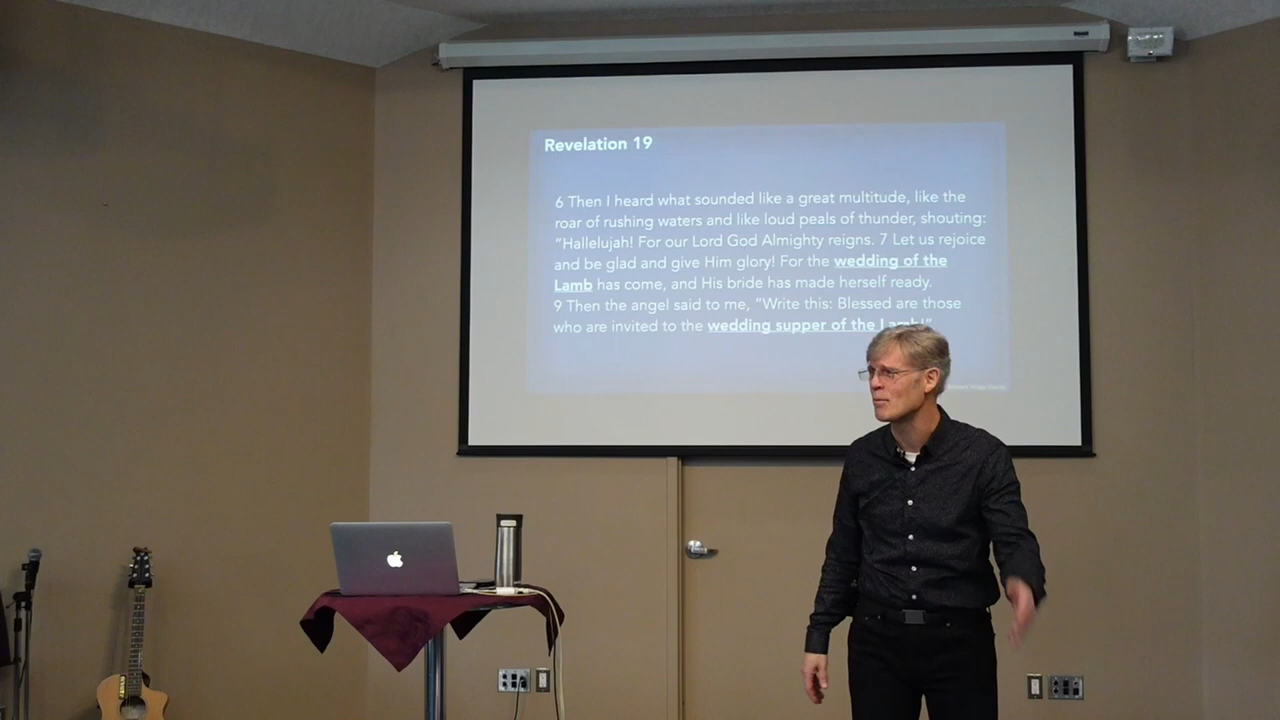 Revelation 19
6 Then I heard what sounded like a great multitude, like the
roar of rushing waters and like loud peals of thunder, shouting:
"Hallelujah! For our Lord God Almighty reigns. 7 Let us rejoice
and be glad and give Him glory! For the wedding of the
Lamb has come, and His bride has made herself ready.
9 Then the angel said to me, "Write this: Blessed are those
who are invited to the wedding supper of the Lamb!"